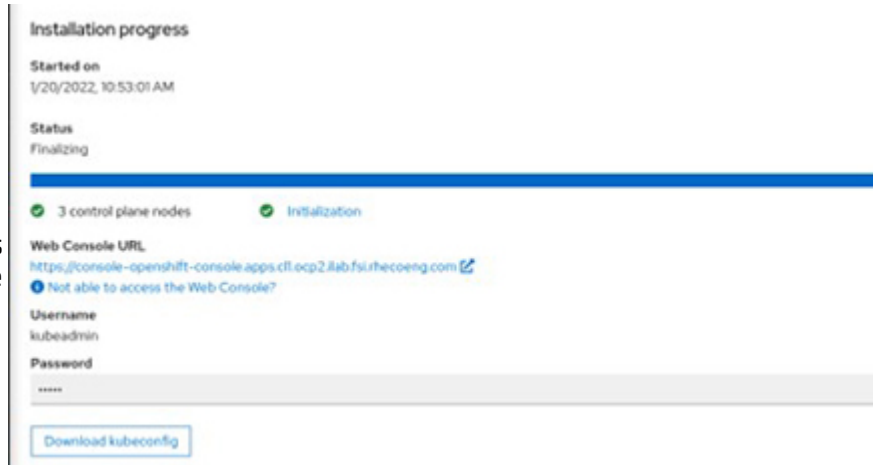 Installation progress
Started on
1/20/2022, 10:53:01 AM
Status
Finalizing
3 control plane nodes
Initialization
Web Console URL
https://console-openshift-console.apps.cl1.ocp2.ilab.fsi.rhecoeng.com
Not able to access the Web Console?
Username
kubeadmin
Password
•••••
Download kubeconfig